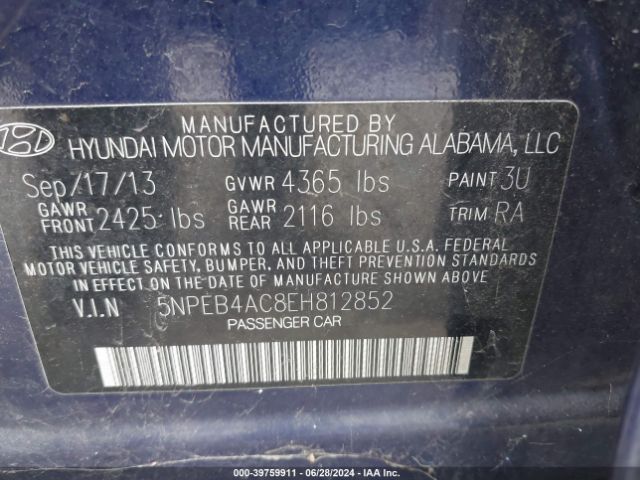 MANUFACTURED BY
HYUNDAI MOTOR MANUFACTURING ALABAMA, LLC
Sep/17/13 GVWR 4365 lbs PAINT 3U
GAWR FRONT 2425 lbs GAWR REAR 2116 lbs TRIM RA
THIS VEHICLE CONFORMS TO ALL APPLICABLE U.S.A. FEDERAL
MOTOR VEHICLE SAFETY, BUMPER, AND THEFT PREVENTION STANDARDS
IN EFFECT ON THE DATE OF MANUFACTURE SHOWN ABOVE.
V.I.N 5NPEB4AC8EH812852
PASSENGER CAR
000-39759911 - 06/28/2024 - IAA Inc.